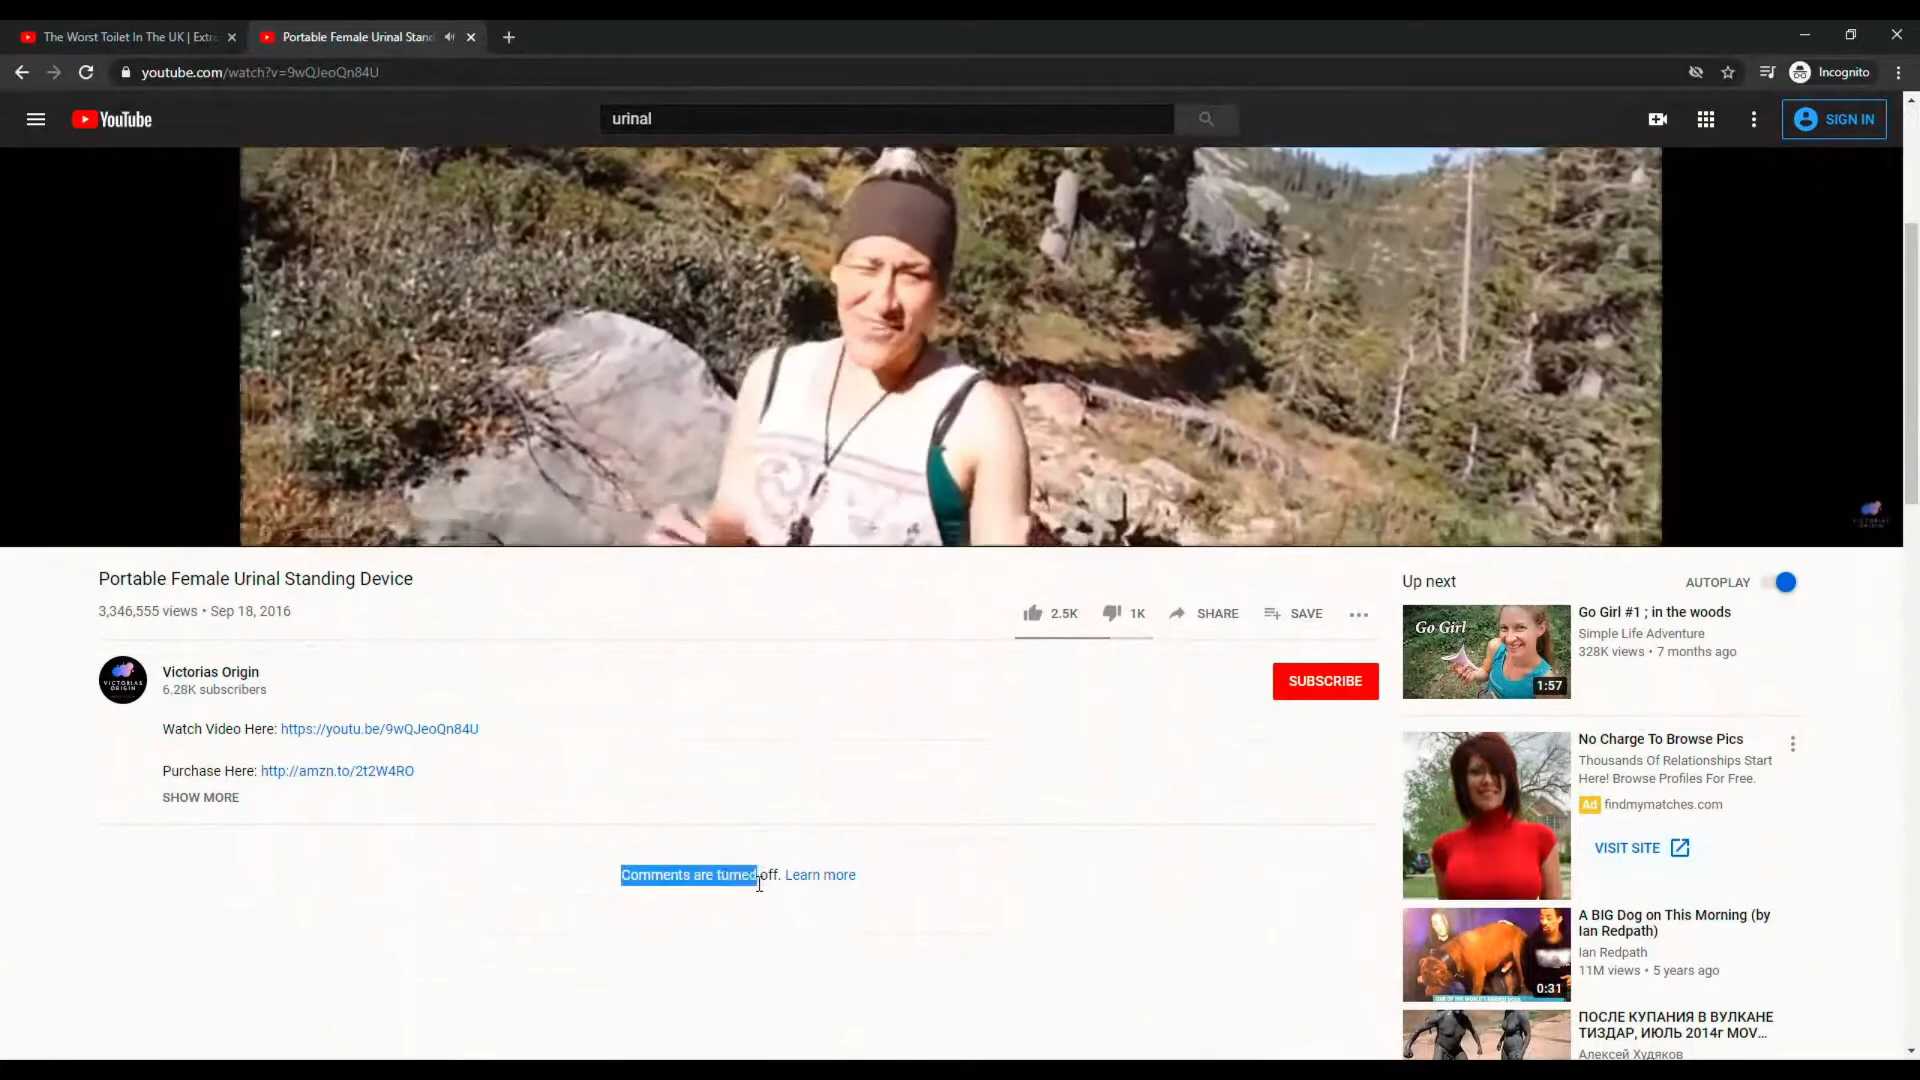 The Worst Toilet In The UK | Extr
Portable Female Urinal Stand
youtube.com/watch?v=9wQJeoQn84U
Incognito
YouTube
urinal
SIGN IN
VICTORIAS
ORIGIN
Portable Female Urinal Standing Device
3,346,555 views • Sep 18, 2016
2.5K
1K
SHARE
SAVE
VICTORIAS
ORIGIN
Victorias Origin
6.28K subscribers
SUBSCRIBE
Watch Video Here: https://youtu.be/9wQJeoQn84U
Purchase Here: http://amzn.to/2t2W4RO
SHOW MORE
Comments are turned off. Learn more
Up next
AUTOPLAY
Go Girl
1:57
Go Girl #1 ; in the woods
Simple Life Adventure
328K views • 7 months ago
No Charge To Browse Pics
Thousands Of Relationships Start
Here! Browse Profiles For Free.
Ad findmymatches.com
VISIT SITE
0:31
A BIG Dog on This Morning (by
Ian Redpath)
Ian Redpath
11M views • 5 years ago
ПОСЛЕ КУПАНИЯ В ВУЛКАНЕ
ТИЗДАР, ИЮЛЬ 2014г MOV...
Алексей Худяков